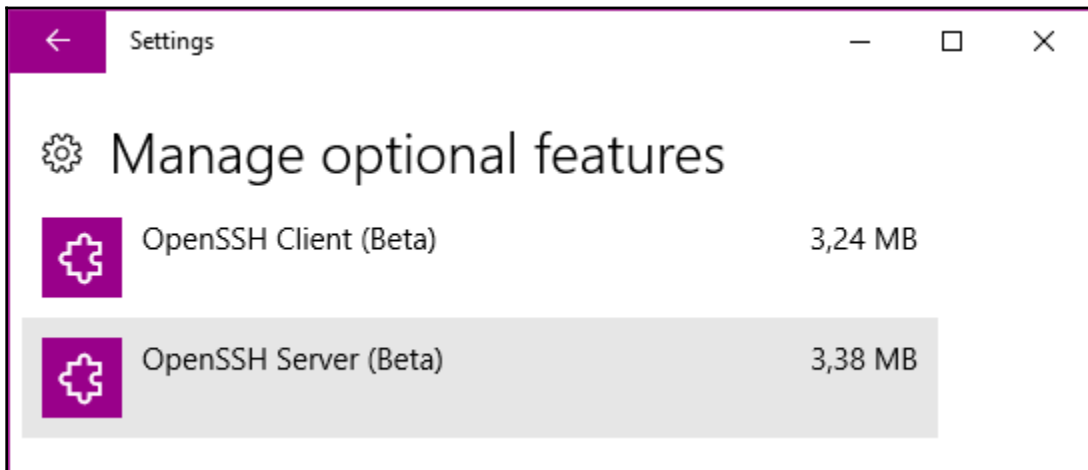 Settings
Manage optional features
OpenSSH Client (Beta) 3,24 MB
OpenSSH Server (Beta) 3,38 MB